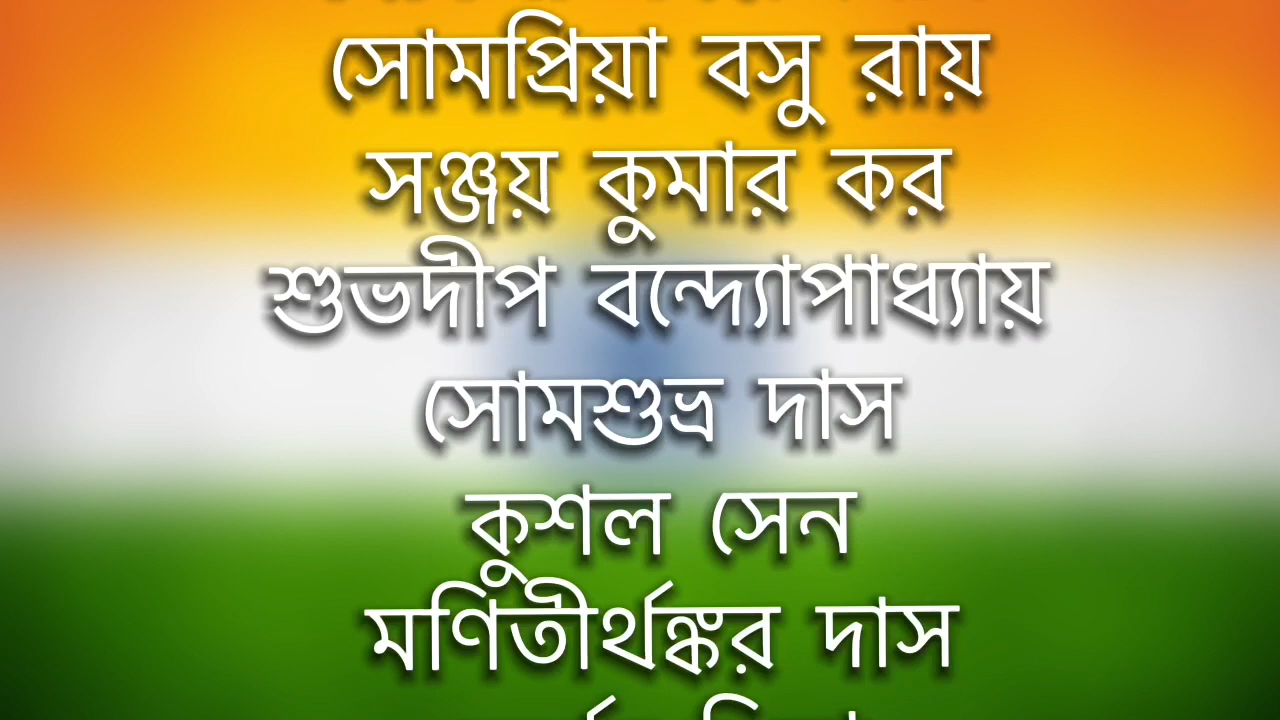 সোমপ্রিয়া বসু রায়
সঞ্জয় কুমার কর
শুভদীপ বন্দ্যোপাধ্যায়
সোমশুভ্র দাস
কুশল সেন
মণিতীর্থঙ্কর দাস